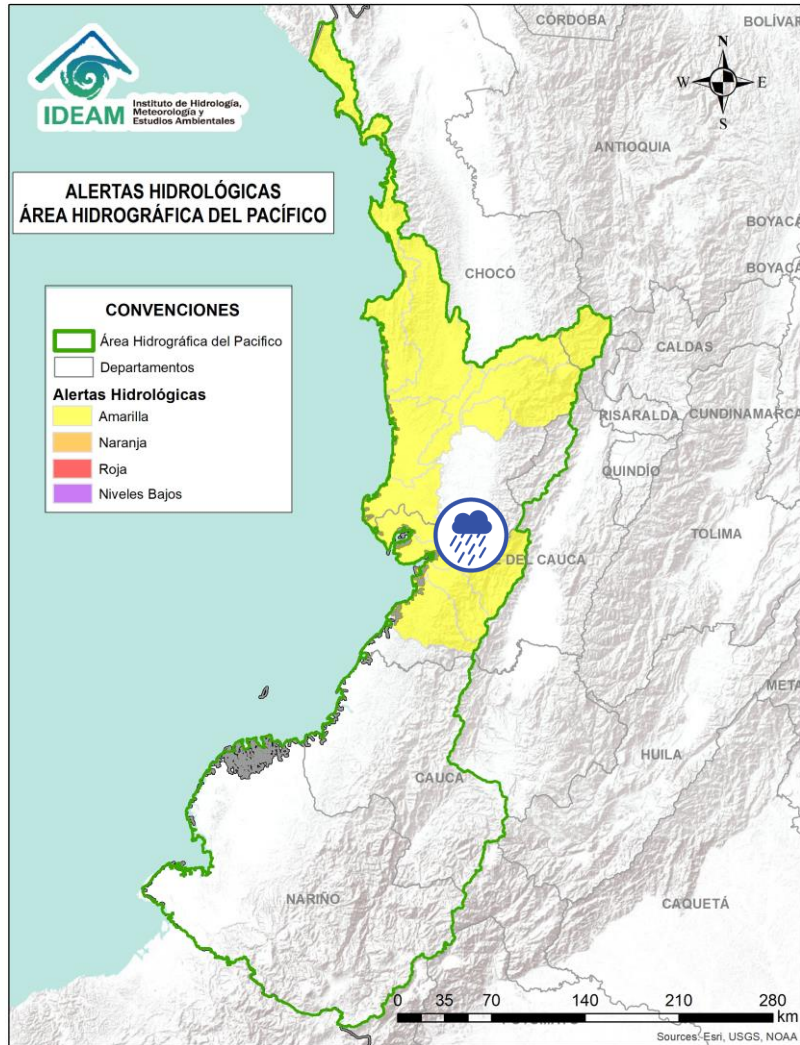 IDEAM
Instituto de Hidrología,
Meteorología y
Estudios Ambientales
ALERTAS HIDROLÓGICAS
ÁREA HIDROGRÁFICA DEL PACÍFICO
CONVENCIONES
Área Hidrográfica del Pacifico
Departamentos
Alertas Hidrológicas
Amarilla
Naranja
Roja
Niveles Bajos
N
W E
S
CÓRDOBA
BOLÍVAR
ANTIOQUIA
BOYACÁ
BOYACÁ
CHOCÓ
CALDAS
RISARALDA
CUNDINAMARCA
QUINDÍO
TOLIMA
DEL CAUCA
META
HUILA
CAUCA
NARIÑO
CAQUETÁ
0 35 70 140 210 280
km
Sources: Esri, USGS, NOAA